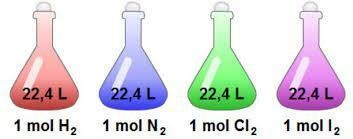 22,4 L 22,4 L 22,4 L 22,4 L
1 mol H₂ 1 mol N₂ 1 mol Cl₂ 1 mol I₂